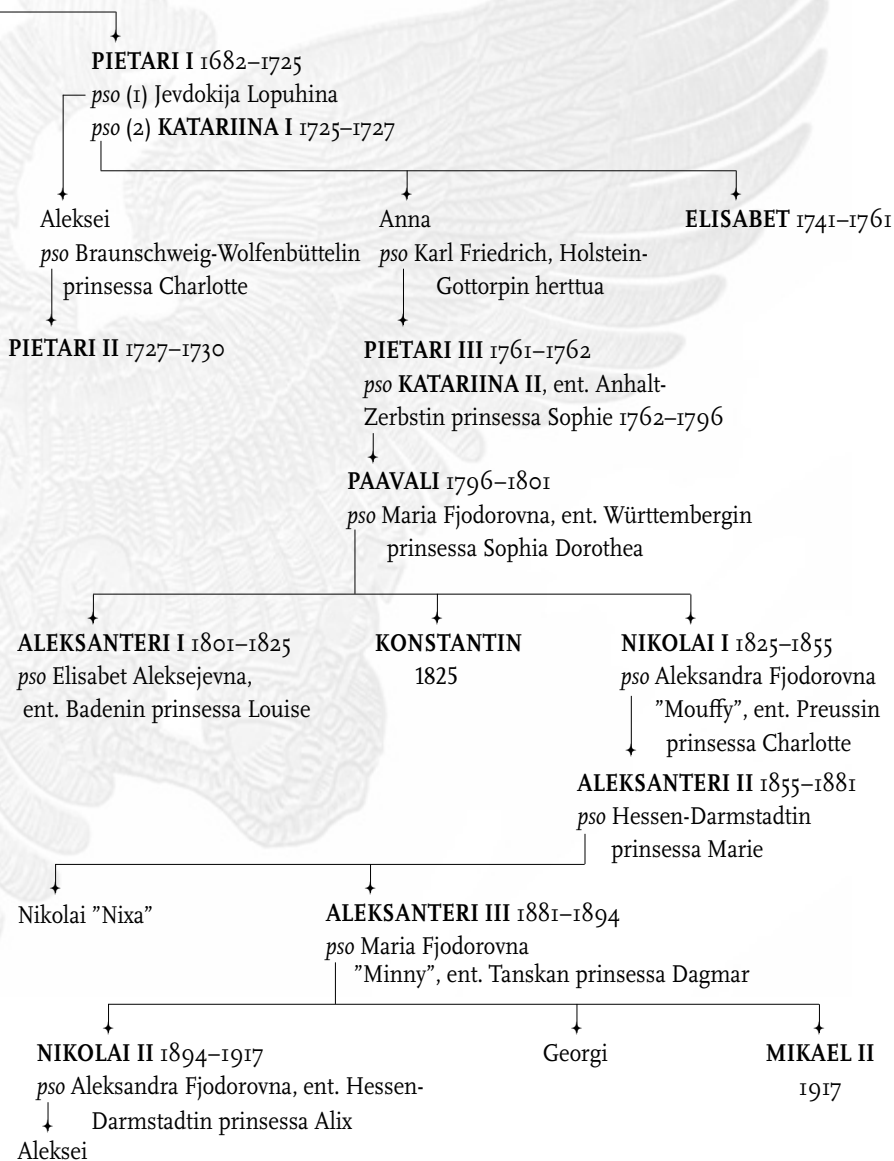 PIETARI I 1682–1725
pso (1) Jevdokija Lopuhina
pso (2) KATARIINA I 1725–1727
Aleksei
pso Braunschweig-Wolfenbüttelin
prinsessa Charlotte
Anna
pso Karl Friedrich, Holstein-
Gottorpin herttua
ELISABET 1741–1761
PIETARI II 1727–1730
PIETARI III 1761–1762
pso KATARIINA II, ent. Anhalt-
Zerbstin prinsessa Sophie 1762–1796
PAAVALI 1796–1801
pso Maria Fjodorovna, ent. Württembergin
prinsessa Sophia Dorothea
ALEKSANTERI I 1801–1825
pso Elisabet Aleksejevna,
ent. Badenin prinsessa Louise
KONSTANTIN
1825
NIKOLAI I 1825–1855
pso Aleksandra Fjodorovna
”Mouffy”, ent. Preussin
prinsessa Charlotte
ALEKSANTERI II 1855–1881
pso Hessen-Darmstadtin
prinsessa Marie
Nikolai ”Nixa”
ALEKSANTERI III 1881–1894
pso Maria Fjodorovna
”Minny”, ent. Tanskan prinsessa Dagmar
NIKOLAI II 1894–1917
pso Aleksandra Fjodorovna, ent. Hessen-
Darmstadtin prinsessa Alix
Aleksei
Georgi
MIKAEL II
1917